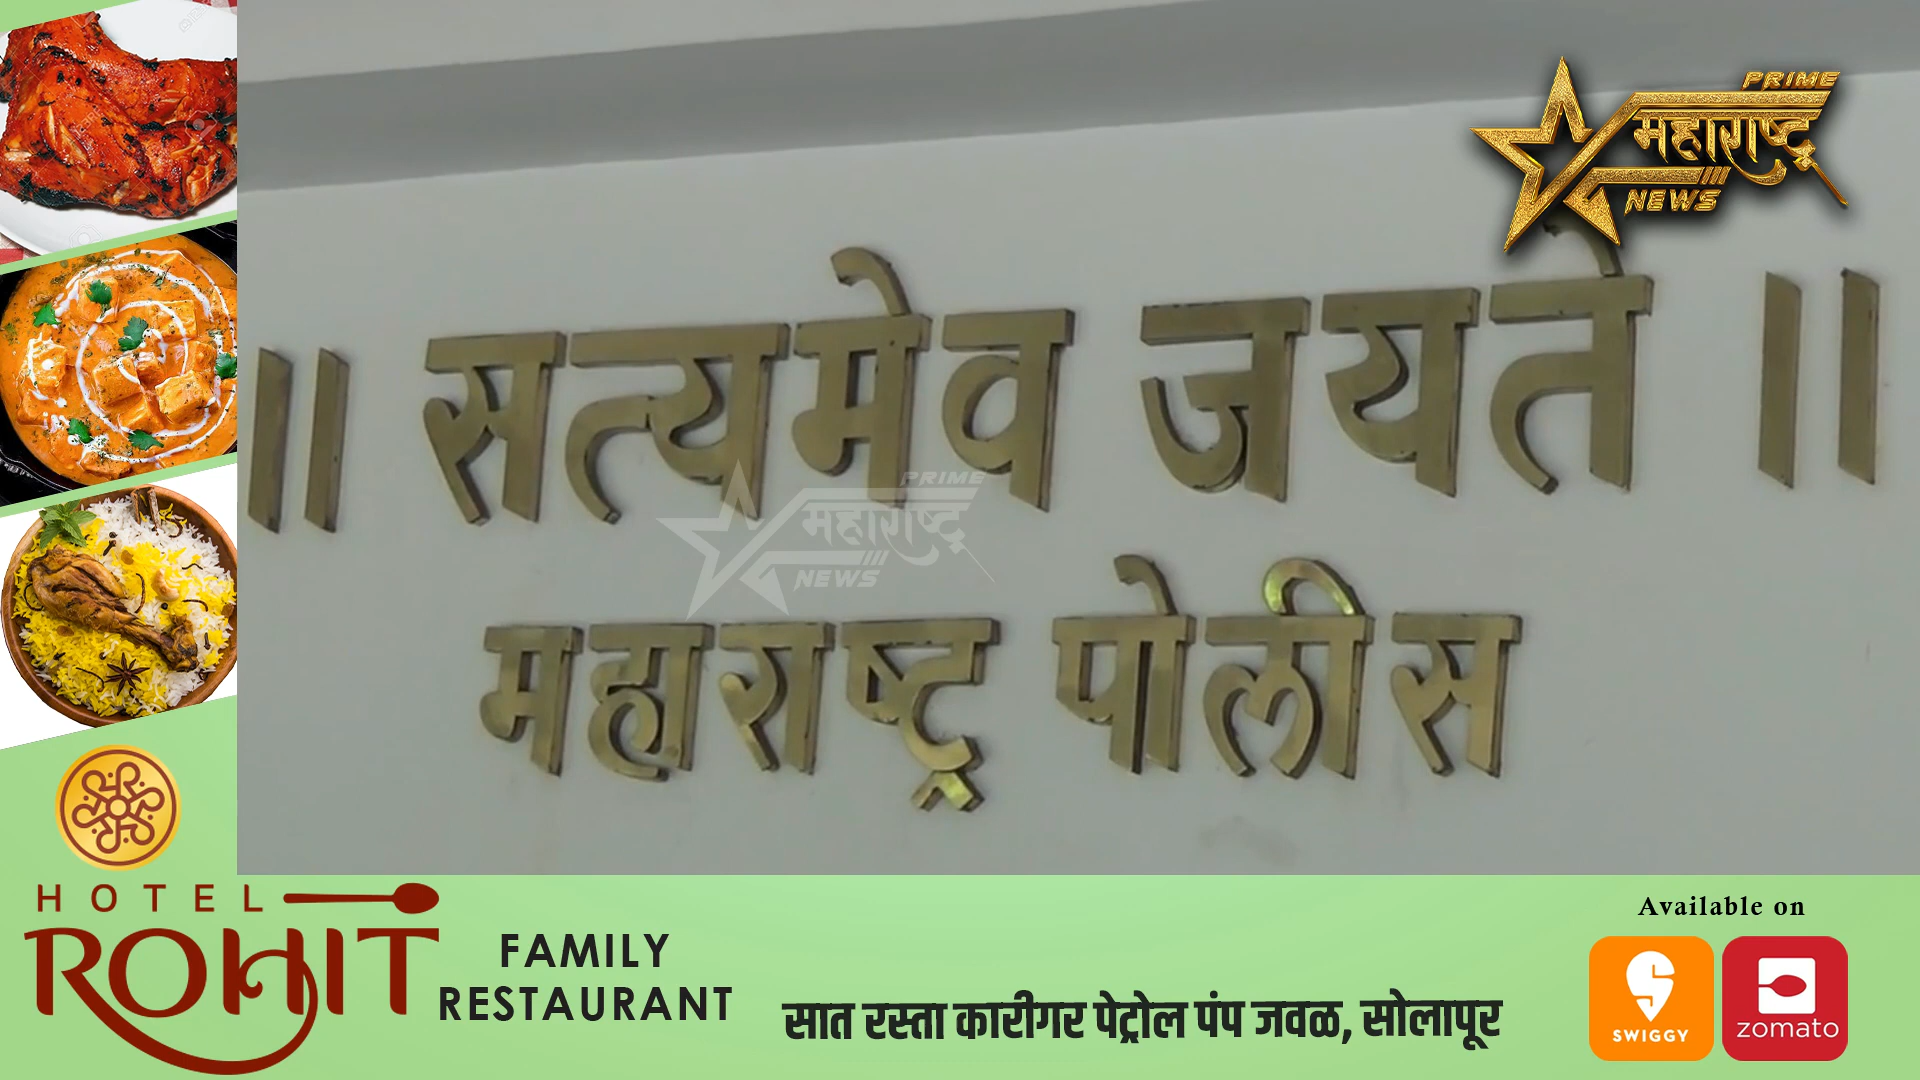 PRIME
महाराष्ट्र
NEWS
॥ सत्यमेव जयते ॥
PRIME
महाराष्ट्र
NEWS
महाराष्ट्र पोलीस
HOTEL
ROHIT
FAMILY
RESTAURANT
सात रस्ता कारीगर पेट्रोल पंप जवळ, सोलापूर
Available on
SWIGGY
zomato